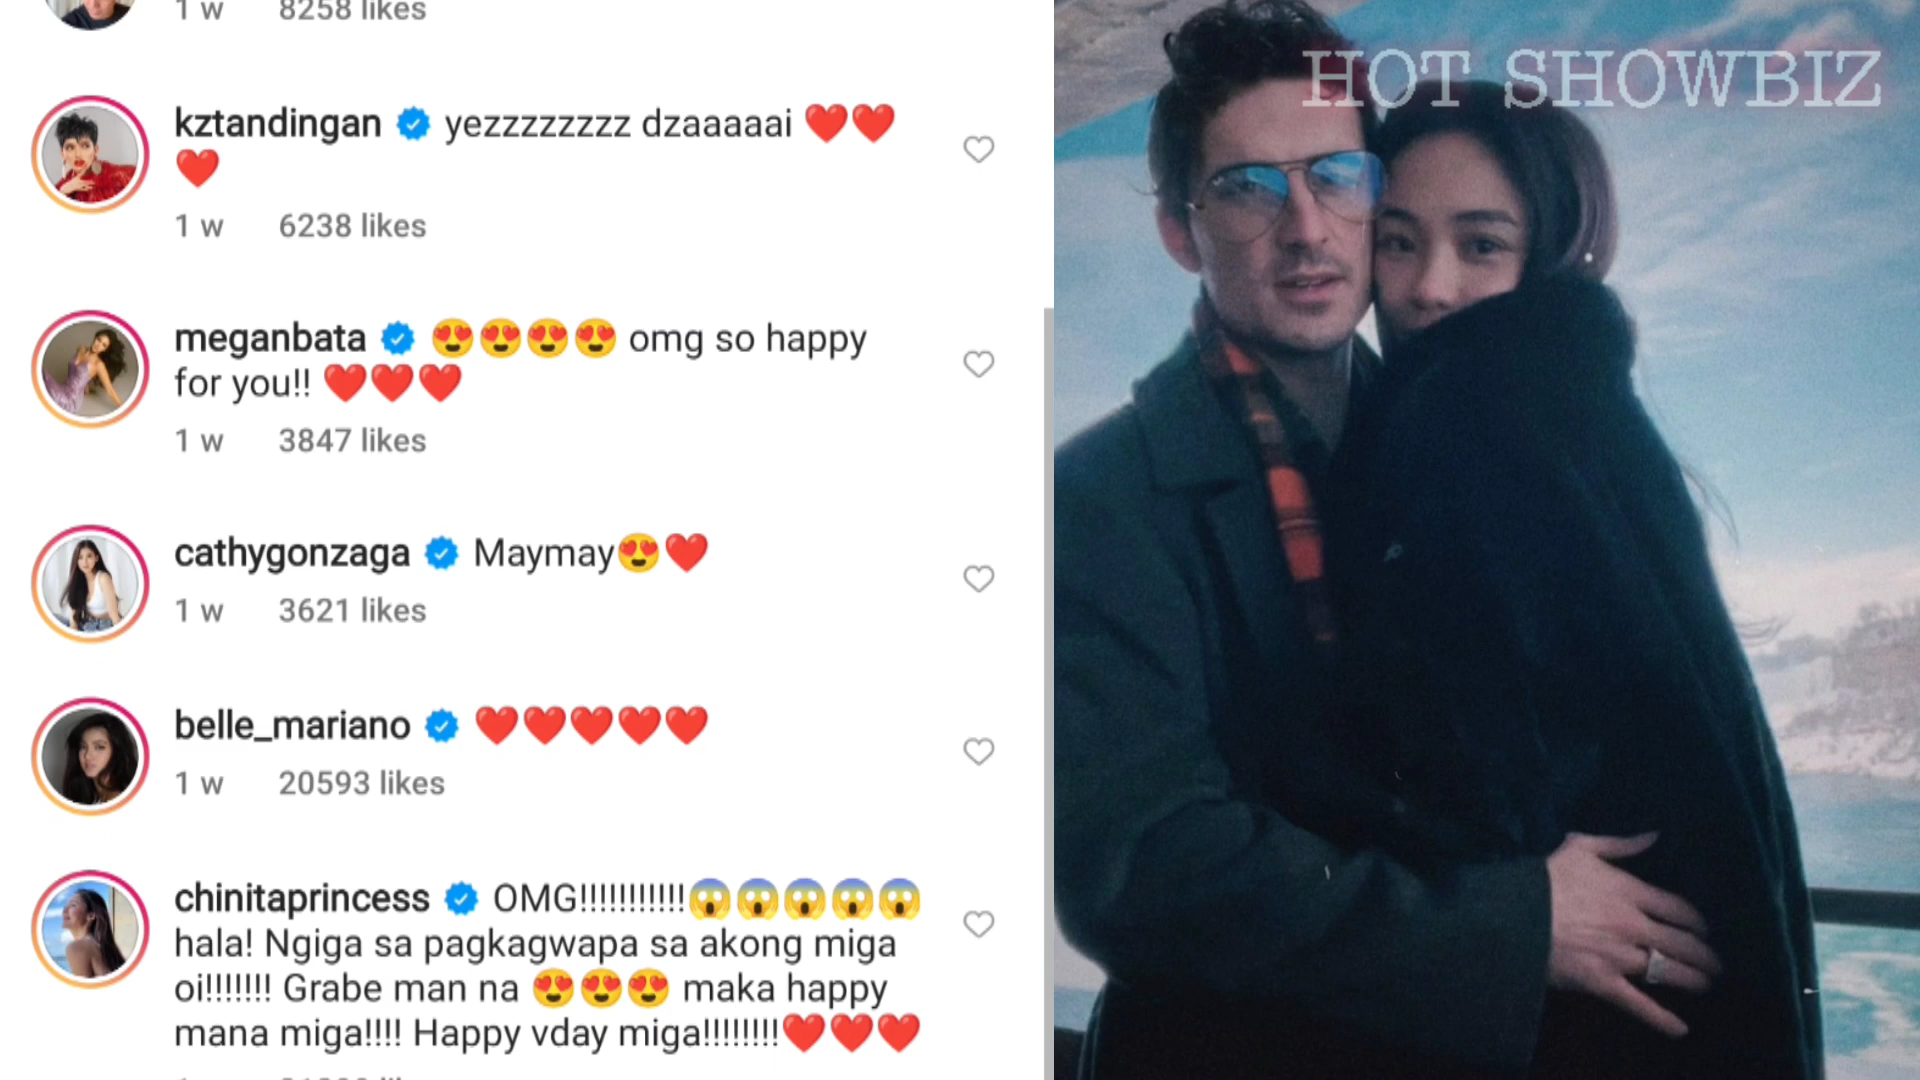 1 w 8258 likes
kztandingan yezzzzzzzz dzaaaaai ❤️❤️
❤️
1 w 6238 likes
meganbata 😍😍😍😍 omg so happy
for you!! ❤️❤️❤️
1 w 3847 likes
cathygonzaga Maymay😍❤️
1 w 3621 likes
belle_mariano ❤️❤️❤️❤️❤️
1 w 20593 likes
chinitaprincess OMG!!!!!!!!!!!😱😱😱😱😱
hala! Ngiga sa pagkagwapa sa akong miga
oi!!!!!!! Grabe man na 😍😍😍 maka happy
mana miga!!!! Happy vday miga!!!!!!!!❤️❤️❤️
HOT SHOWBIZ